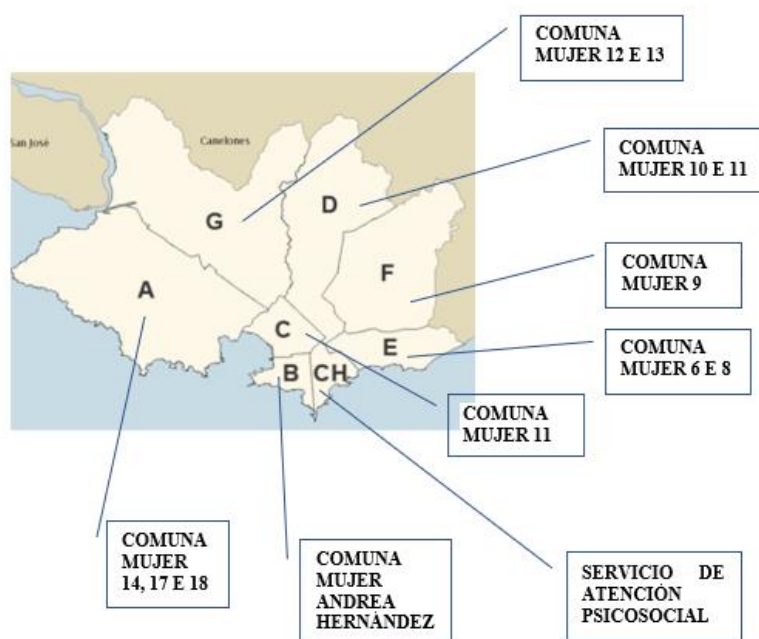 COMUNA
MUJER 12 E 13
San José
Canelones
COMUNA
MUJER 10 E 11
G
D
F
A
COMUNA
MUJER 9
C
E
B
CH
COMUNA
MUJER 6 E 8
COMUNA
MUJER 11
COMUNA
MUJER
14, 17 E 18
COMUNA
MUJER
ANDREA
HERNÀNDEZ
SERVICIO DE
ATENCIÓN
PSICOSOCIAL